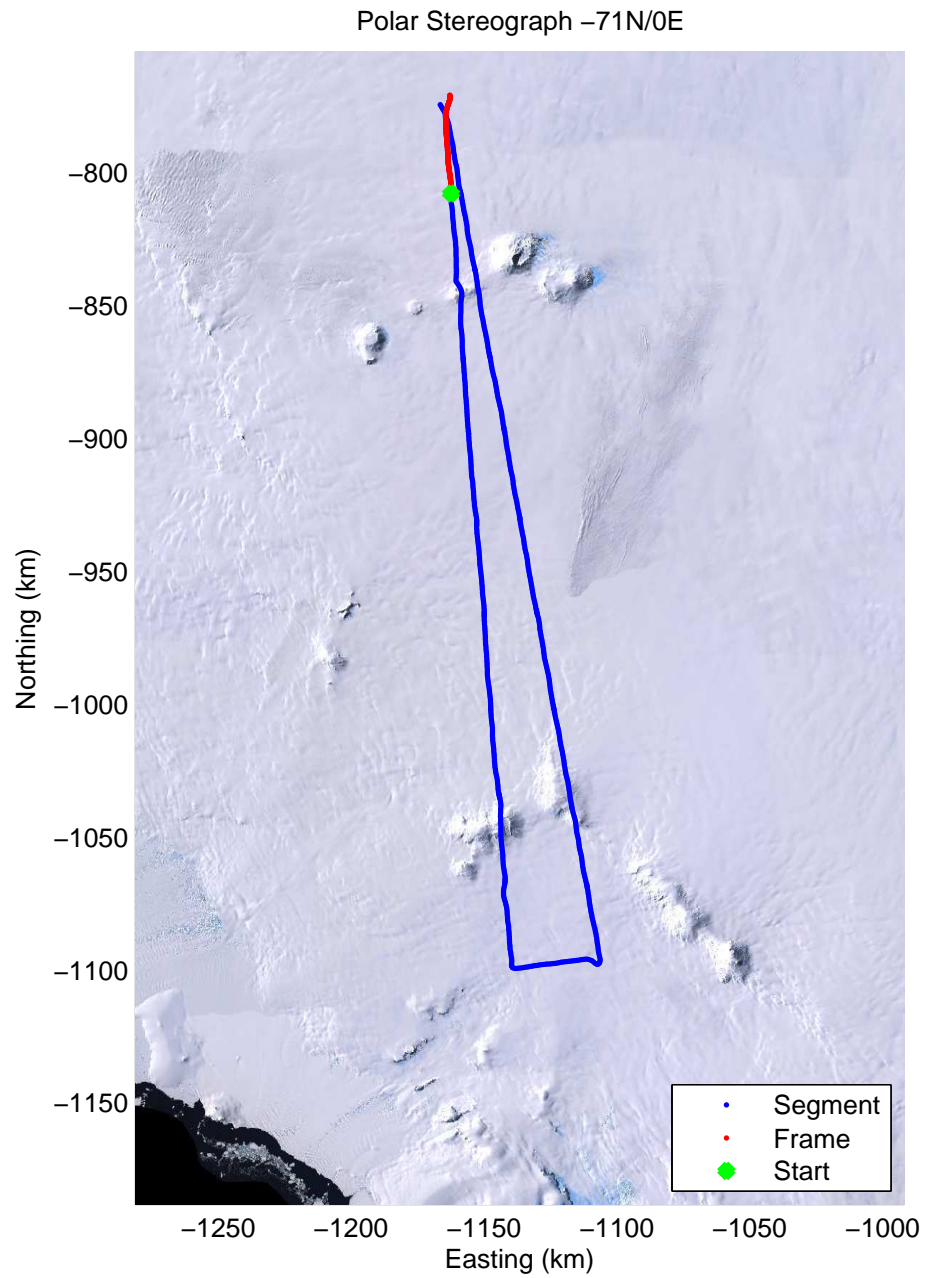 Polar Stereograph −71N/0E
−800
−850
−900
−950
−1000
−1050
−1100
−1150
Northing (km)
Segment
Frame
Start
−1250 −1200 −1150 −1100 −1050 −1000
Easting (km)